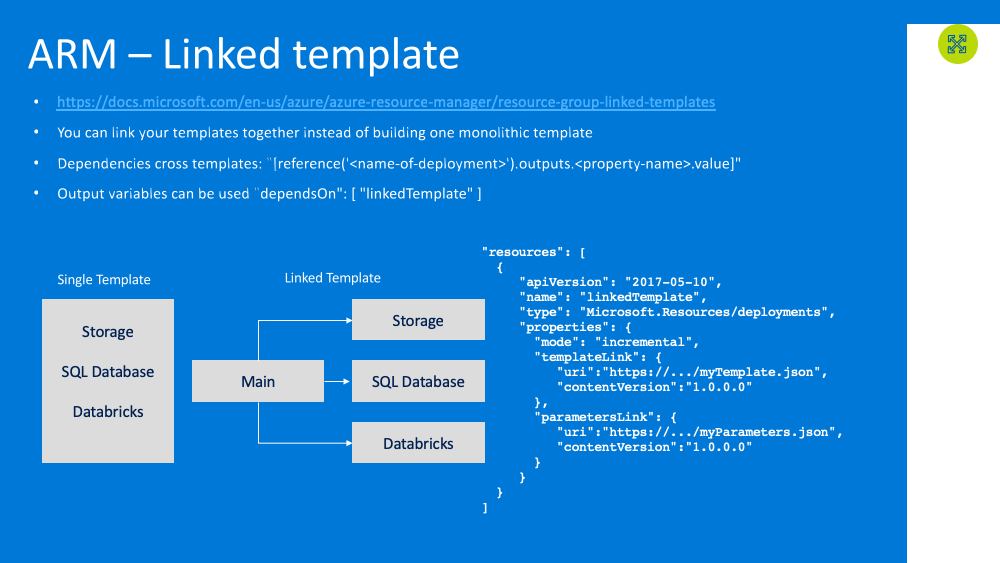 ARM – Linked template
• https://docs.microsoft.com/en-us/azure/azure-resource-manager/resource-group-linked-templates
• You can link your templates together instead of building one monolithic template
• Dependencies cross templates: "[reference('<name-of-deployment>').outputs.<property-name>.value]"
• Output variables can be used "dependsOn": [ "linkedTemplate" ]
Single Template
Storage
SQL Database
Databricks
Linked Template
Main
Storage
SQL Database
Databricks
"resources": [
{
"apiVersion": "2017-05-10",
"name": "linkedTemplate",
"type": "Microsoft.Resources/deployments",
"properties": {
"mode": "incremental",
"templateLink": {
"uri":"https://.../myTemplate.json",
"contentVersion":"1.0.0.0"
},
"parametersLink": {
"uri":"https://.../myParameters.json",
"contentVersion":"1.0.0.0"
}
}
}
]